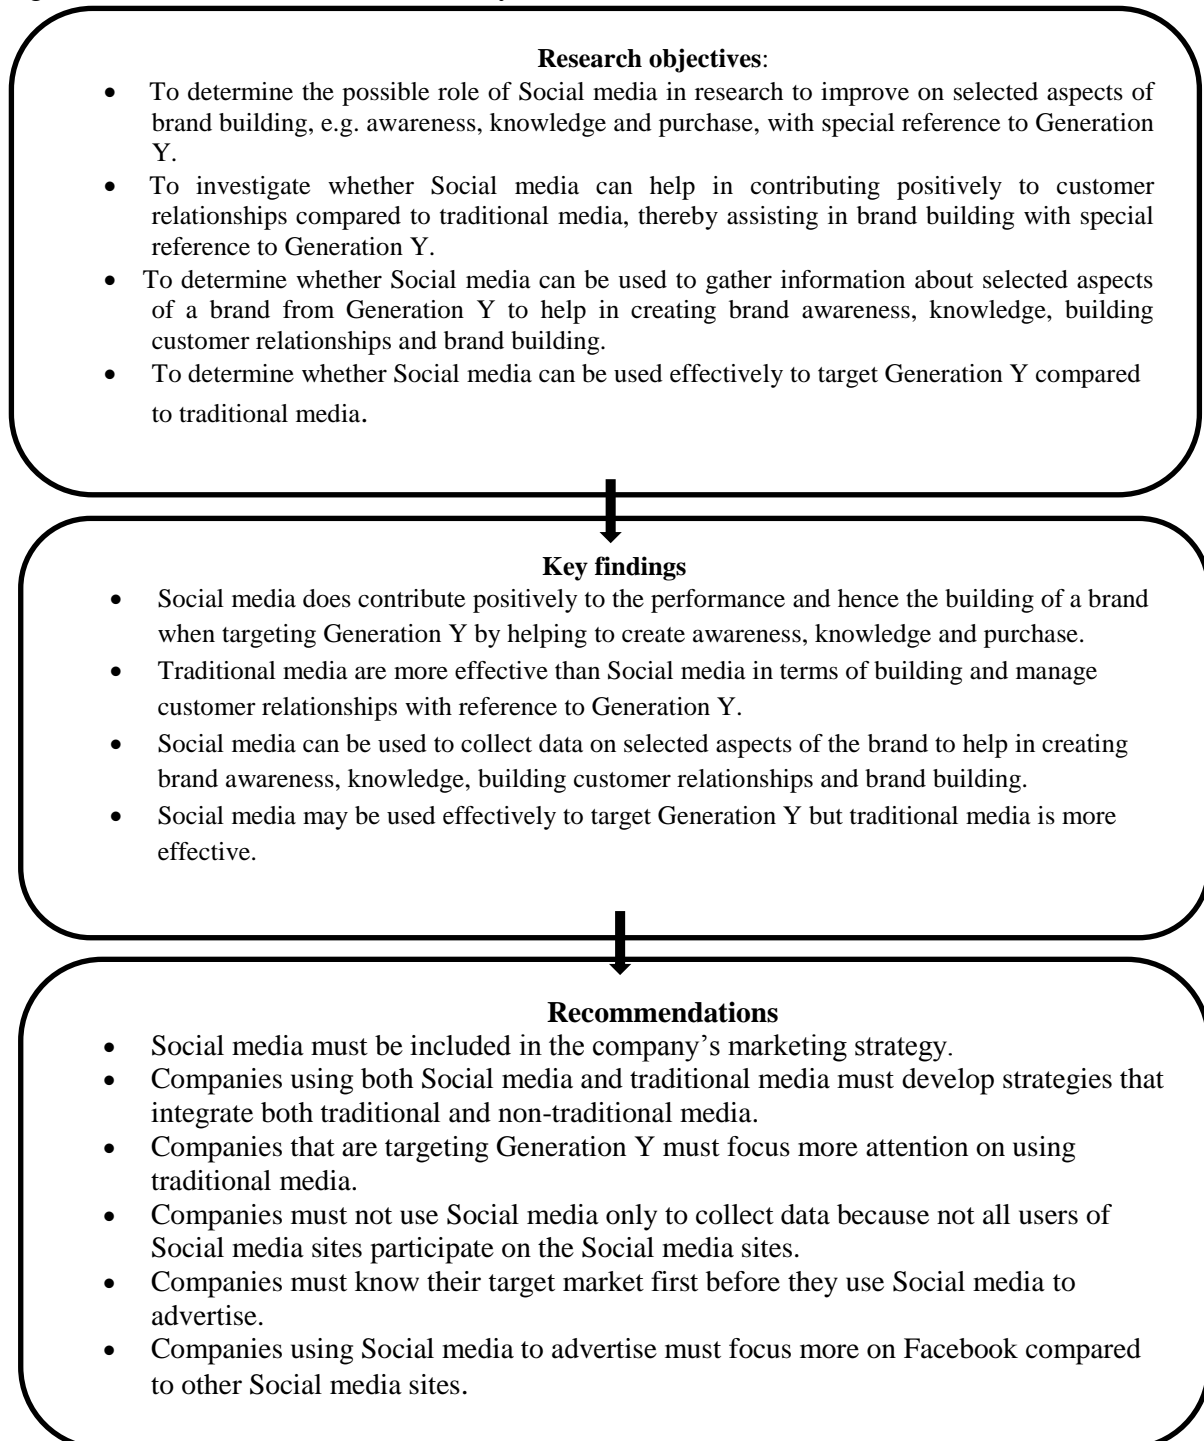 Research objectives:
• To determine the possible role of Social media in research to improve on selected aspects of
brand building, e.g. awareness, knowledge and purchase, with special reference to Generation
Y.
• To investigate whether Social media can help in contributing positively to customer
relationships compared to traditional media, thereby assisting in brand building with special
reference to Generation Y.
• To determine whether Social media can be used to gather information about selected aspects
of a brand from Generation Y to help in creating brand awareness, knowledge, building
customer relationships and brand building.
• To determine whether Social media can be used effectively to target Generation Y compared
to traditional media.
Key findings
• Social media does contribute positively to the performance and hence the building of a brand
when targeting Generation Y by helping to create awareness, knowledge and purchase.
• Traditional media are more effective than Social media in terms of building and manage
customer relationships with reference to Generation Y.
• Social media can be used to collect data on selected aspects of the brand to help in creating
brand awareness, knowledge, building customer relationships and brand building.
• Social media may be used effectively to target Generation Y but traditional media is more
effective.
Recommendations
• Social media must be included in the company's marketing strategy.
• Companies using both Social media and traditional media must develop strategies that
integrate both traditional and non-traditional media.
• Companies that are targeting Generation Y must focus more attention on using
traditional media.
• Companies must not use Social media only to collect data because not all users of
Social media sites participate on the Social media sites.
• Companies must know their target market first before they use Social media to
advertise.
• Companies using Social media to advertise must focus more on Facebook compared
to other Social media sites.